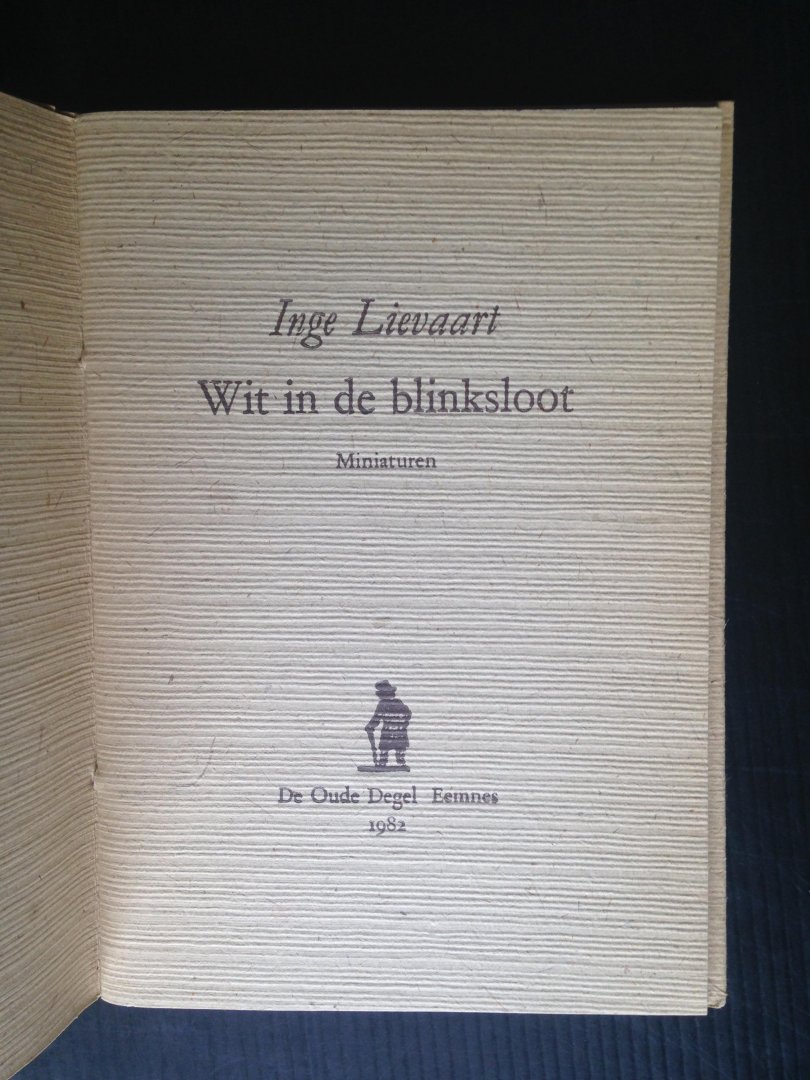 Inge Lievaart
Wit in de blinksloot
Miniaturen
De Oude Degel Eemnes
1982